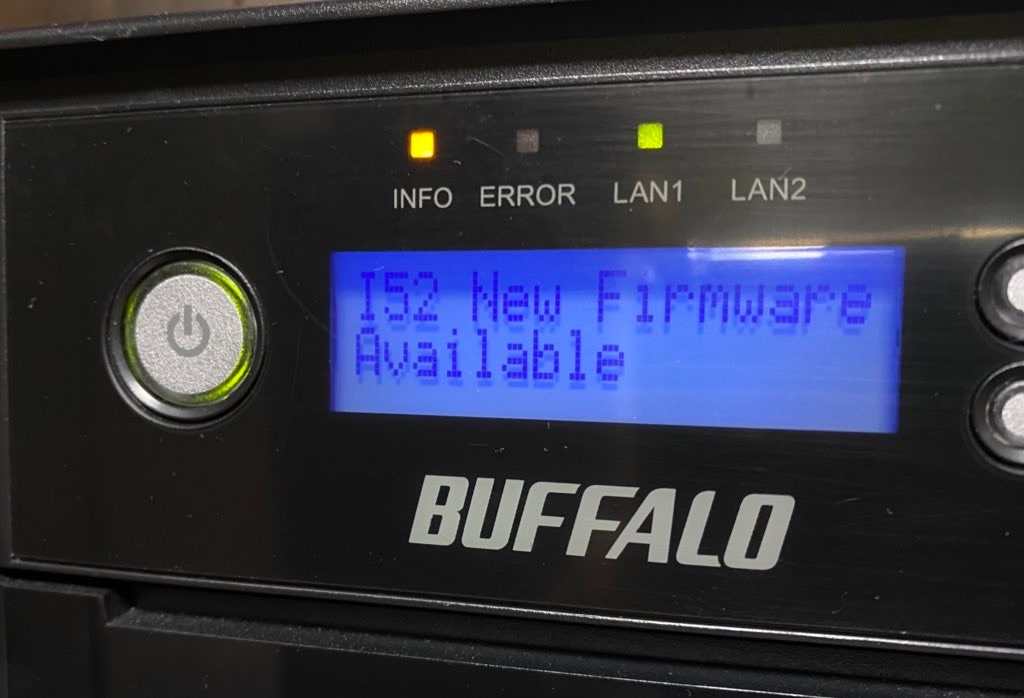 INFO ERROR LAN1 LAN2
I52 New Firmware
Available
BUFFALO